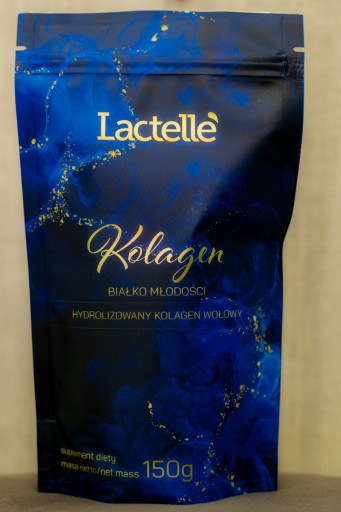 Lactellè
Kolagen
BIAŁKO MŁODOŚCI
HYDROLIZOWANY KOLAGEN WOŁOWY
suplement diety
masa netto/net mass 150g